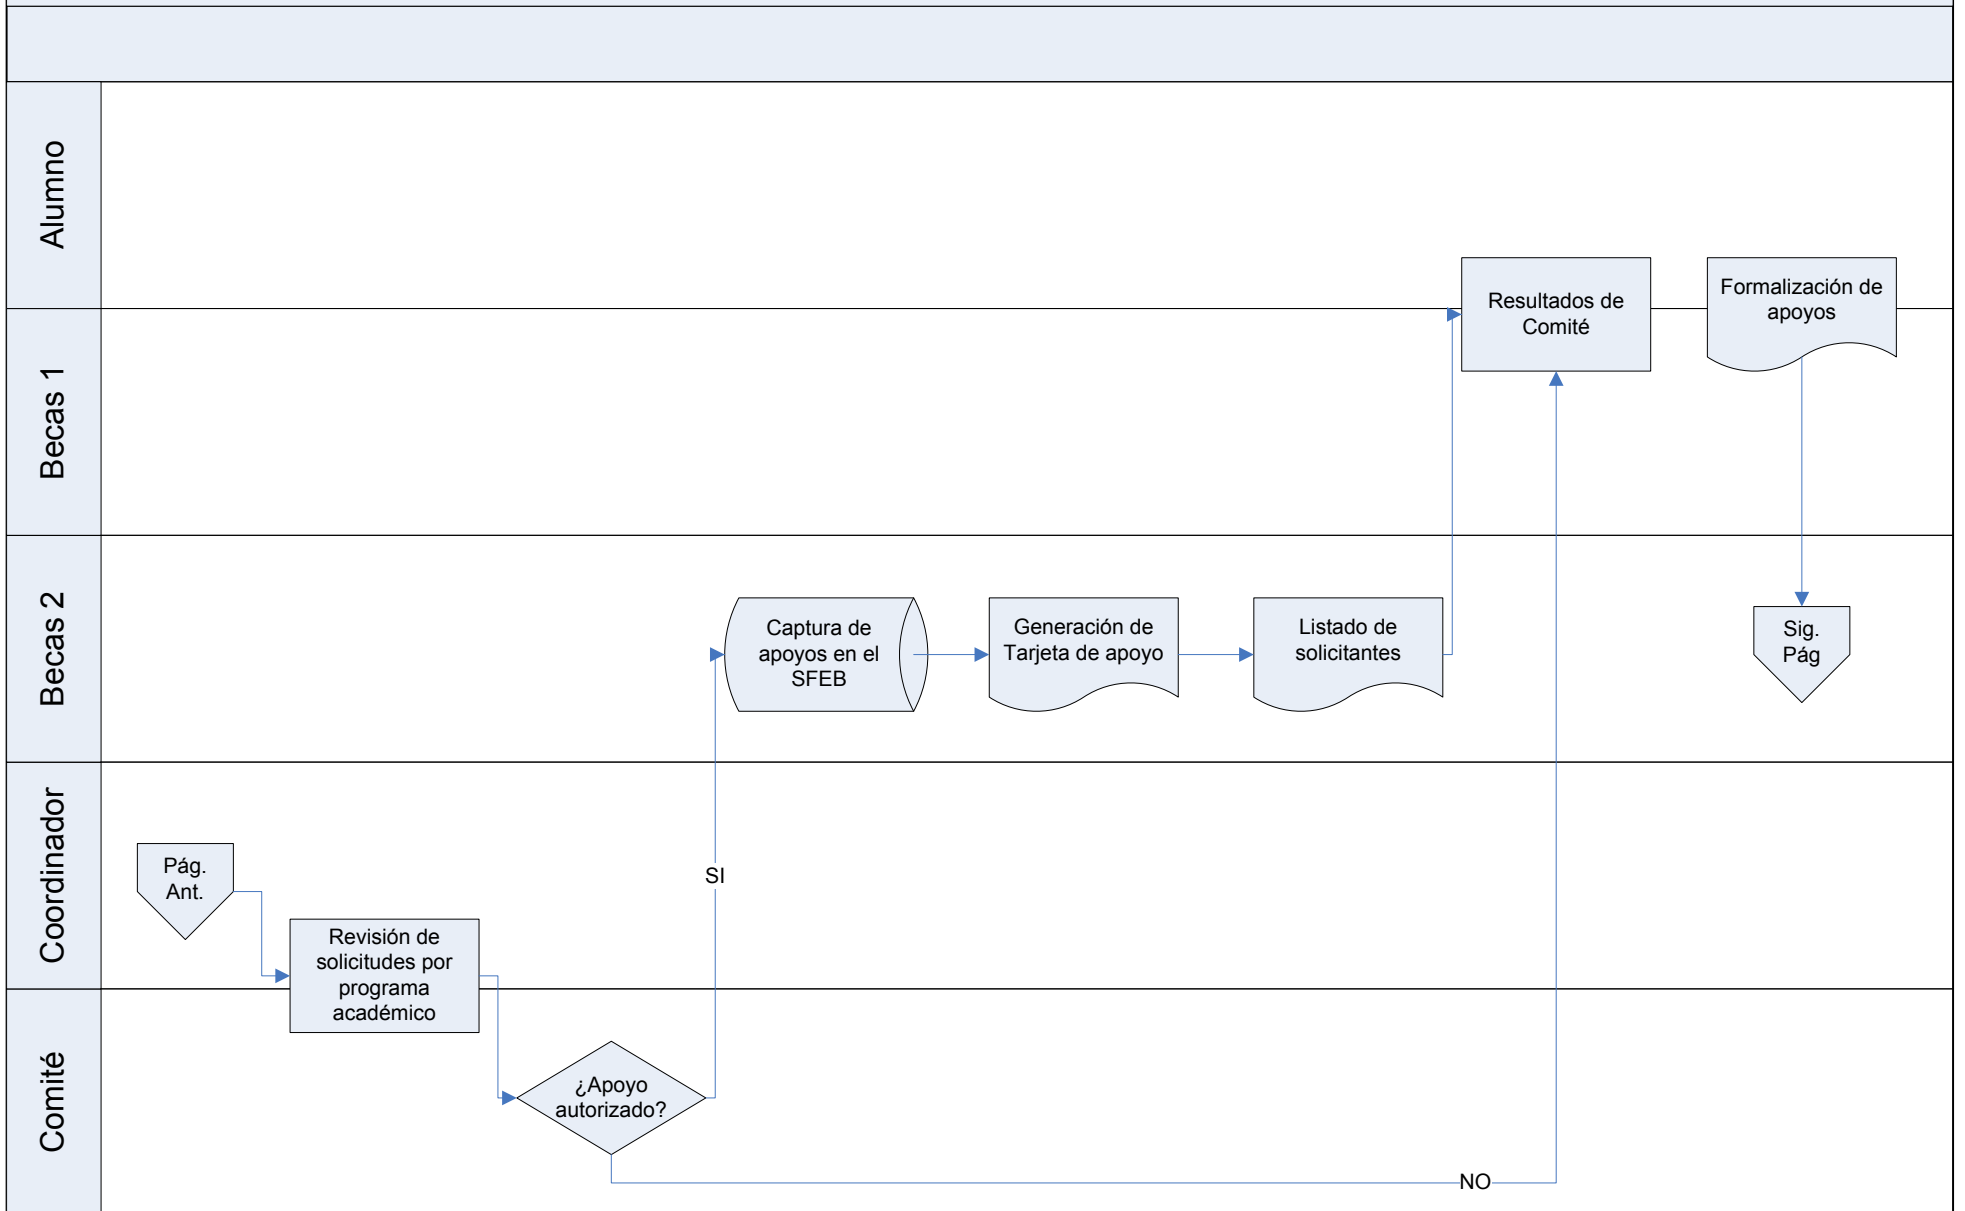 Alumno
Resultados de
Comité
Formalización de
apoyos
Becas 1
Becas 2
Captura de
apoyos en el
SFEB
Generación de
Tarjeta de apoyo
Listado de
solicitantes
Sig.
Pág
Coordinador
Pág.
Ant.
SI
Revisión de
solicitudes por
programa
académico
Comité
¿Apoyo
autorizado?
NO